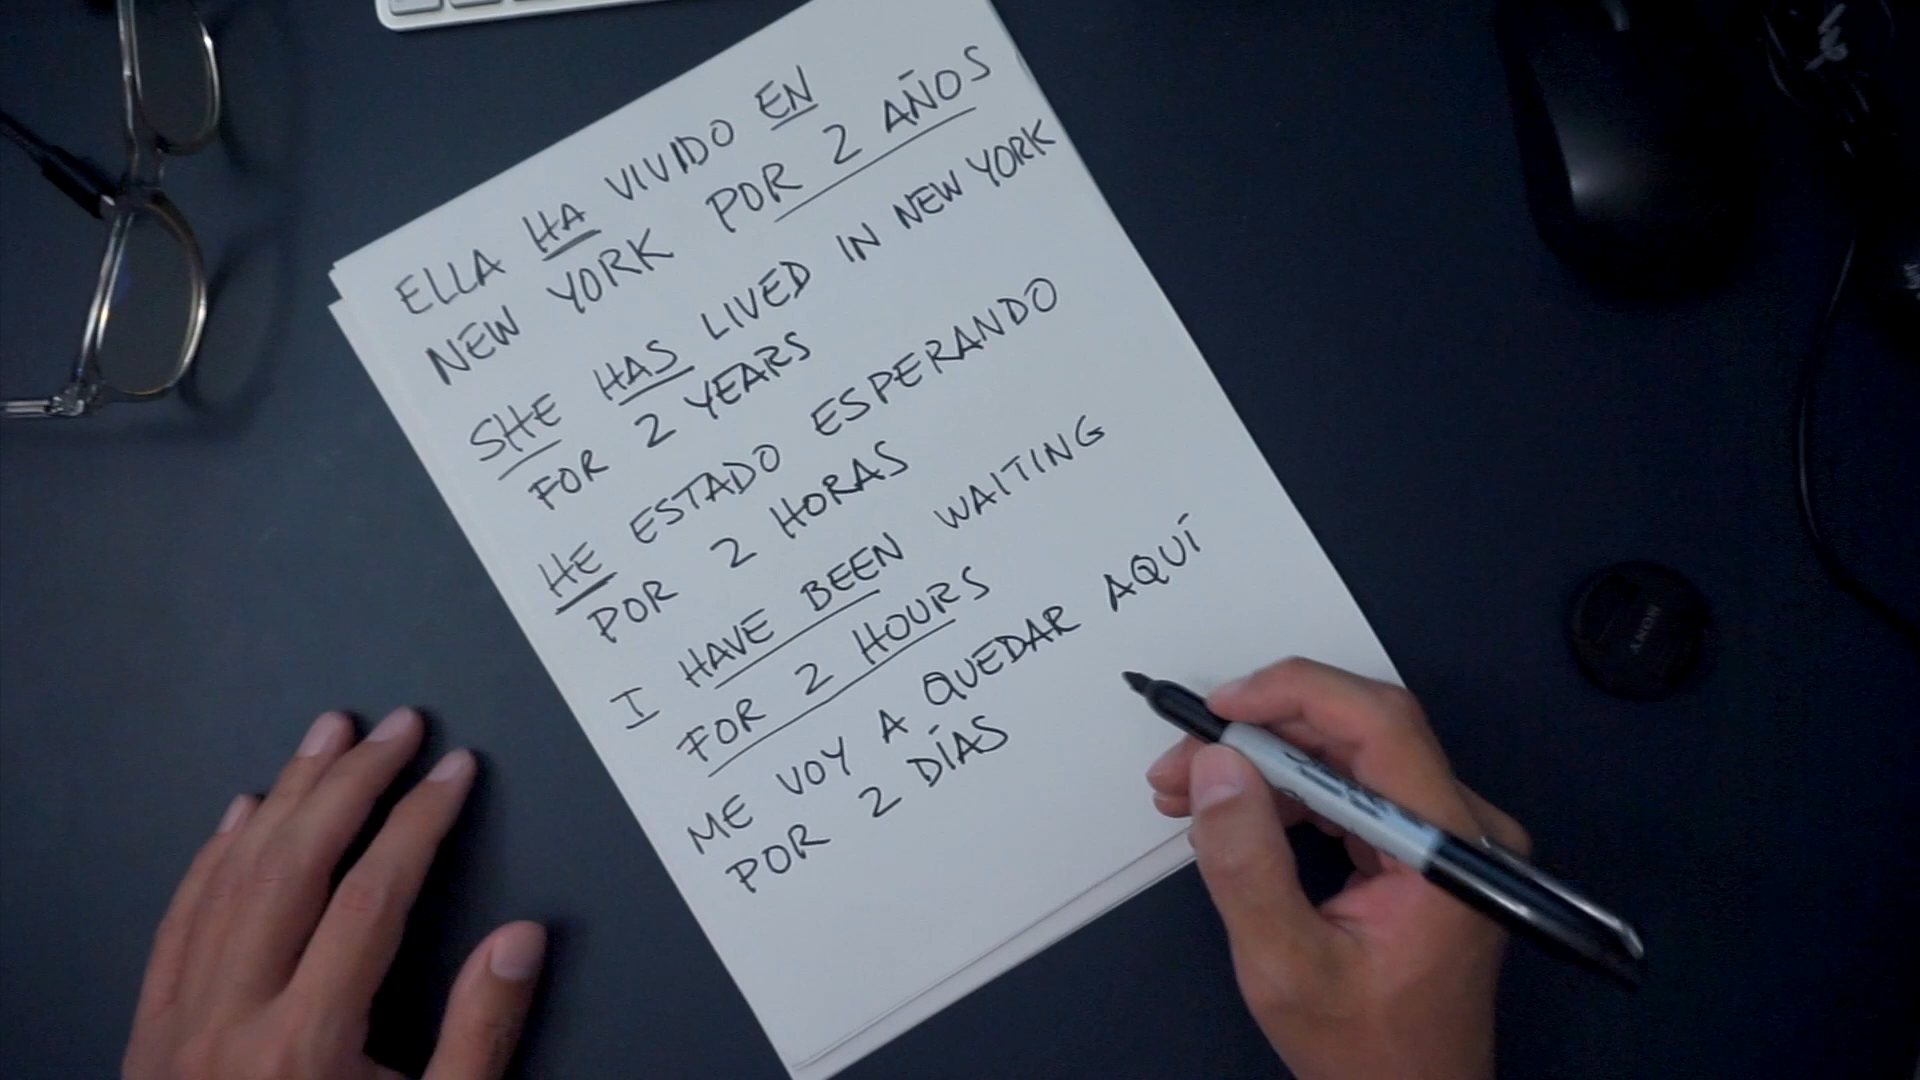 ELLA HA VIVIDO EN
NEW YORK POR 2 AÑOS
SHE HAS LIVED IN NEW YORK
FOR 2 YEARS
HE ESTADO ESPERANDO
POR 2 HORAS
I HAVE BEEN WAITING
FOR 2 HOURS
ME VOY A QUEDAR AQUÍ
POR 2 DÍAS
SONY